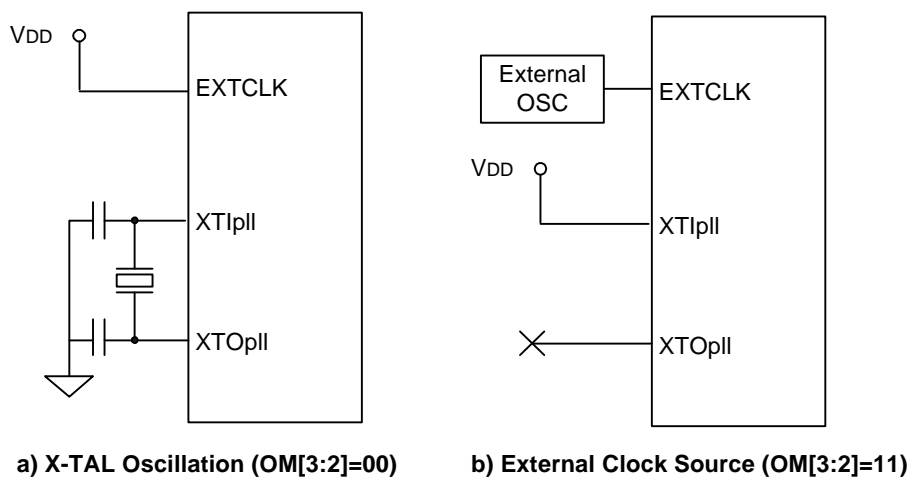 VDD
EXTCLK
XTIpll
XTOpll
a) X-TAL Oscillation (OM[3:2]=00)
External
OSC
EXTCLK
VDD
XTIpll
XTOpll
b) External Clock Source (OM[3:2]=11)